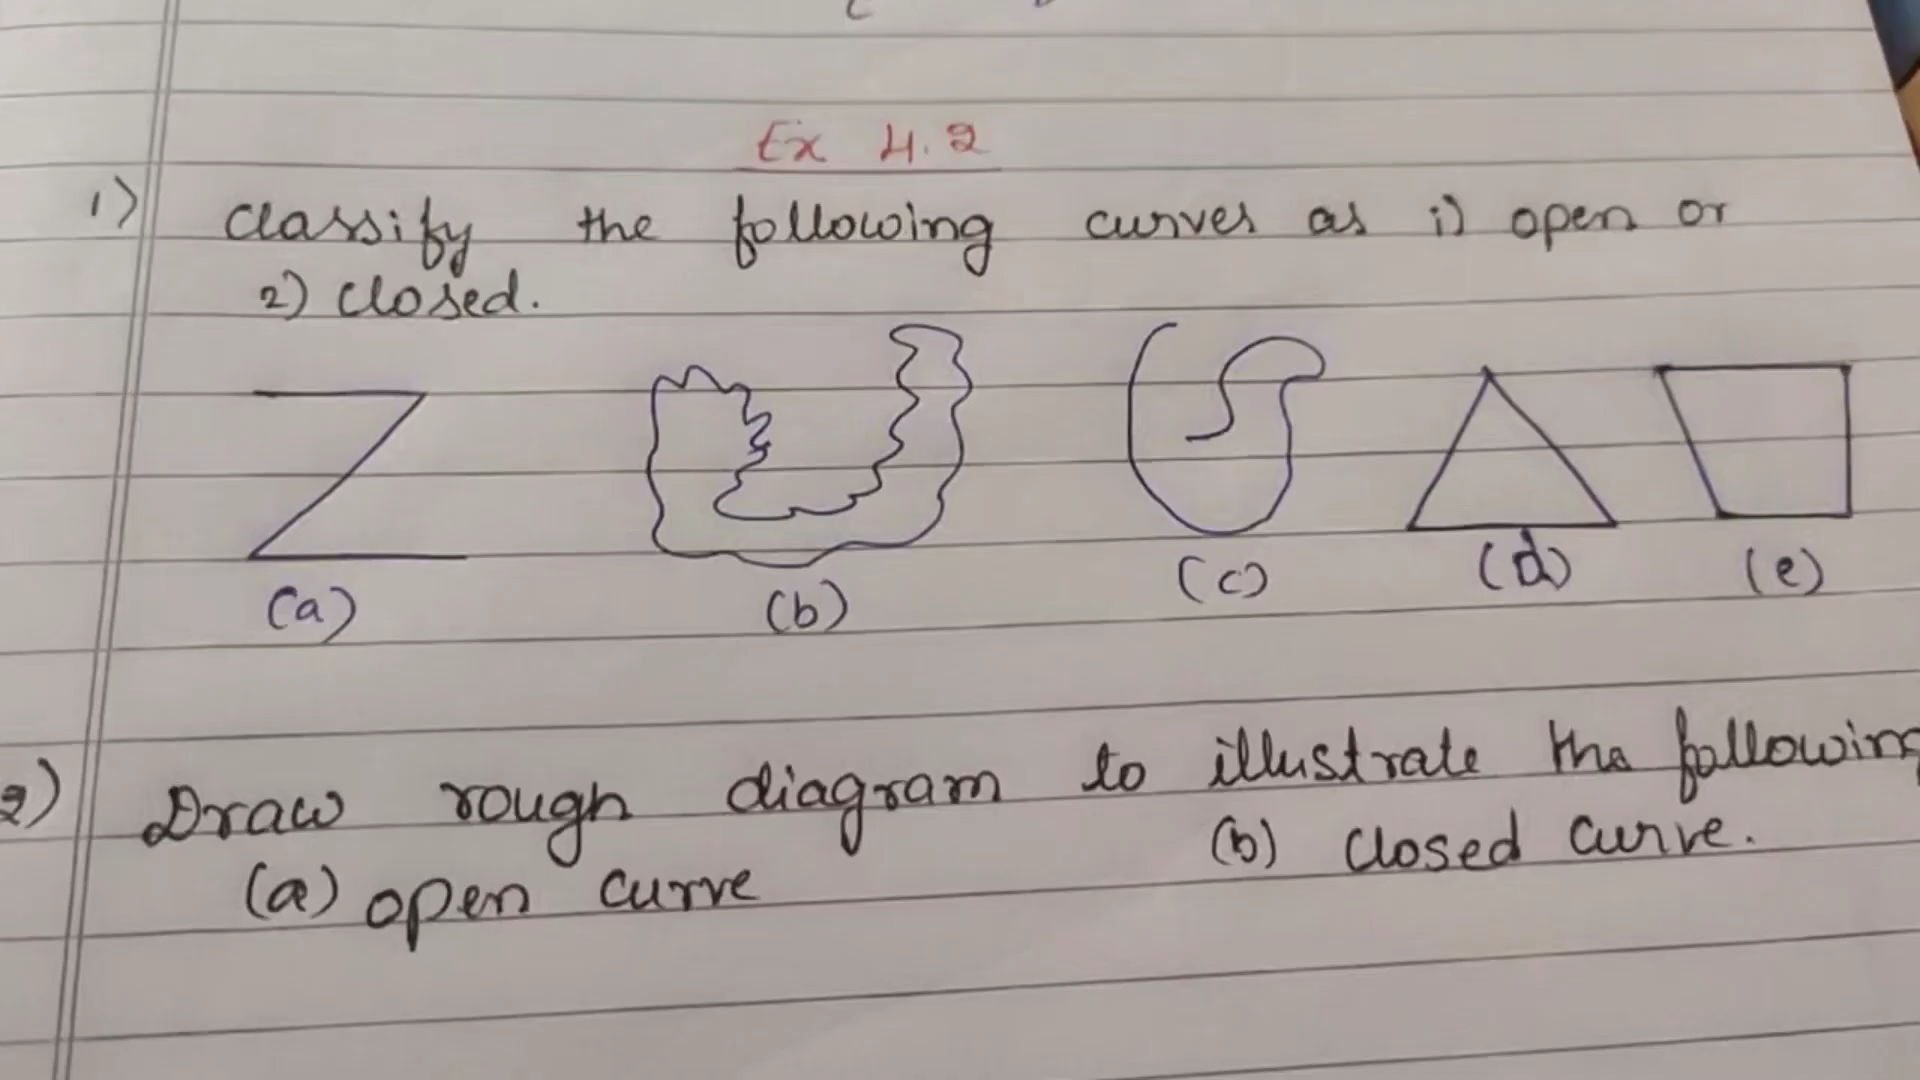 Ex 4.2
1) classify the following curves as i) open or
2) closed.
(a) (b) (c) (d) (e)
2) Draw rough diagram to illustrate the following
(a) open curve (b) closed curve.